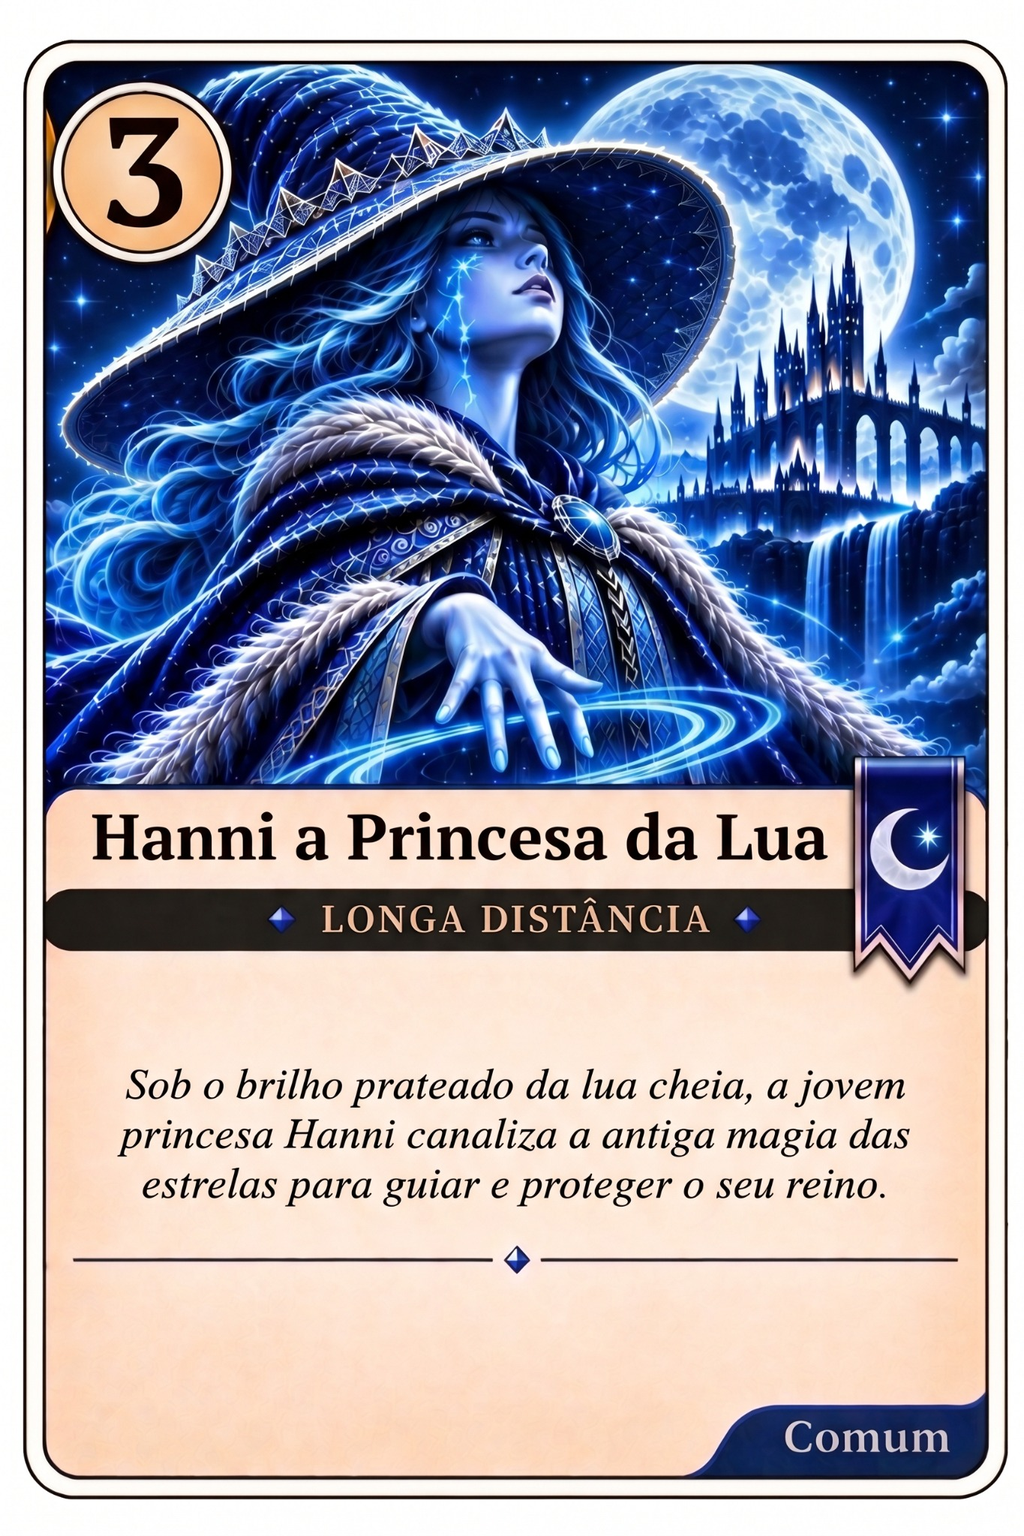 3
Hanni a Princesa da Lua
LONGA DISTÂNCIA
Sob o brilho prateado da lua cheia, a jovem
princesa Hanni canaliza a antiga magia das
estrelas para guiar e proteger o seu reino.
Comum